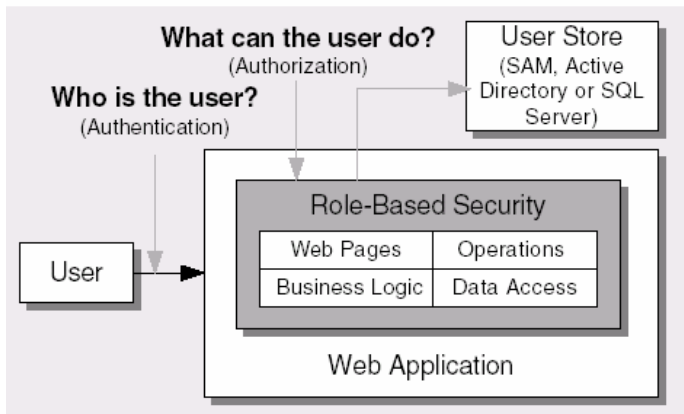 What can the user do?
(Authorization)
Who is the user?
(Authentication)
User Store
(SAM, Active
Directory or SQL
Server)
Role-Based Security
Web Pages
Operations
Business Logic
Data Access
User
Web Application